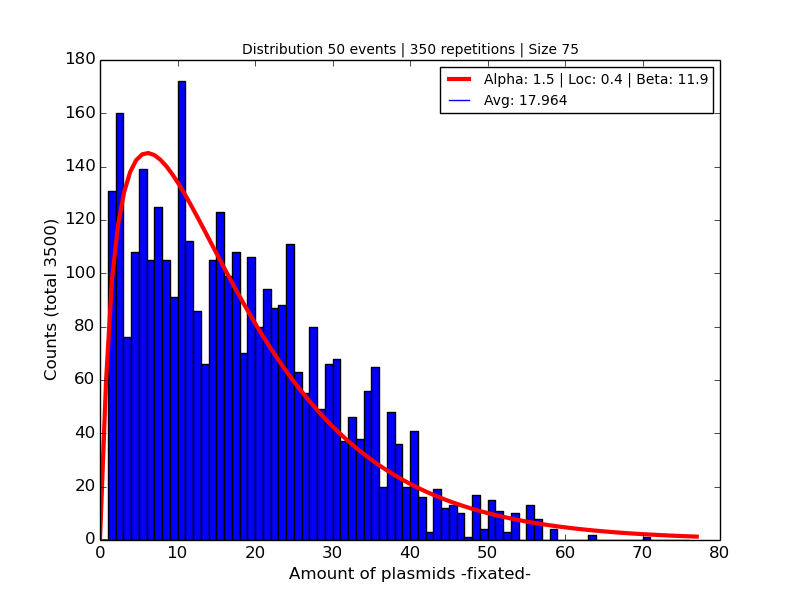 Distribution 50 events | 350 repetitions | Size 75
Alpha: 1.5 | Loc: 0.4 | Beta: 11.9
Avg: 17.964
Counts (total 3500)
180
160
140
120
100
80
60
40
20
0
0 10 20 30 40 50 60 70 80
Amount of plasmids -fixated-